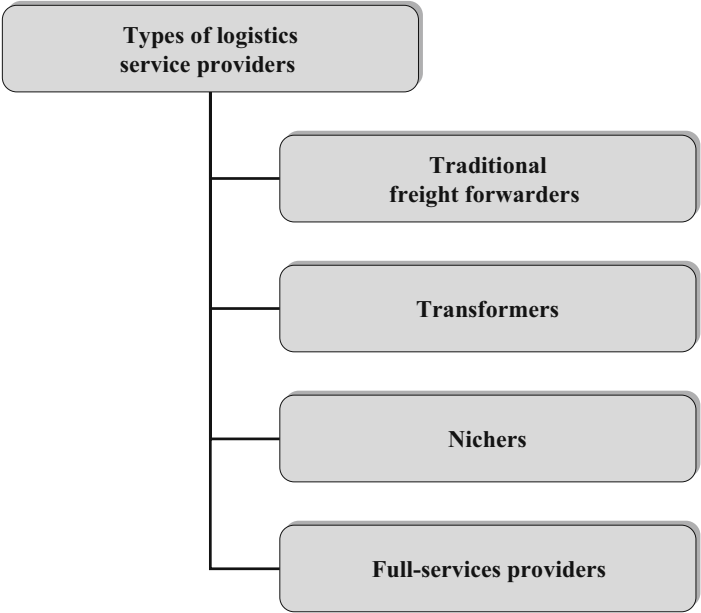 Types of logistics
service providers
Traditional
freight forwarders
Transformers
Nichers
Full-services providers